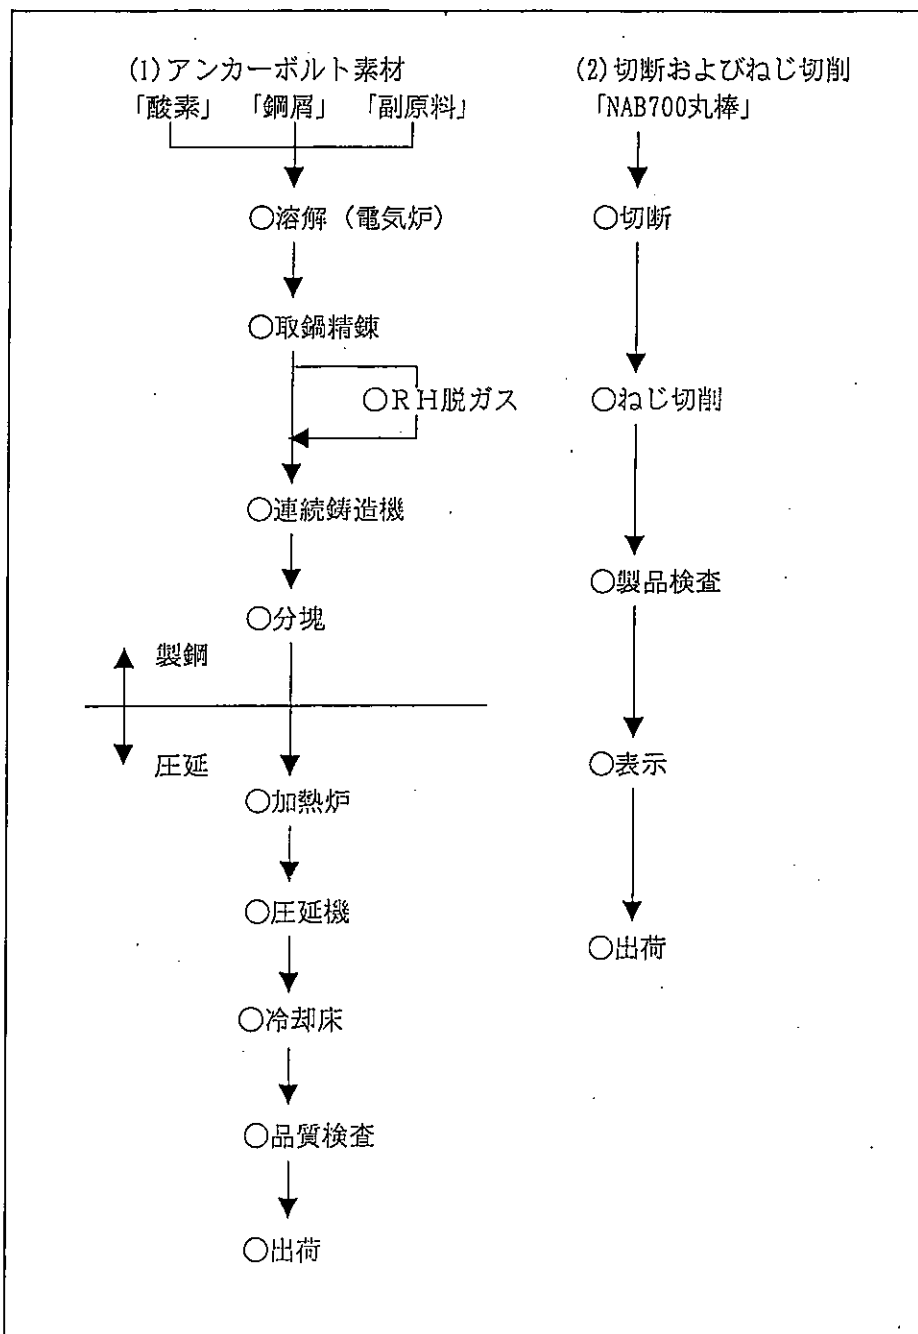 (1)アンカーボルト素材
「酸素」 「鋼屑」 「副原料」
○溶解（電気炉）
○取鍋精錬
○ＲＨ脱ガス
○連続鋳造機
○分塊
製鋼
圧延
○加熱炉
○圧延機
○冷却床
○品質検査
○出荷
(2)切断およびねじ切削
「NAB700丸棒」
○切断
○ねじ切削
○製品検査
○表示
○出荷